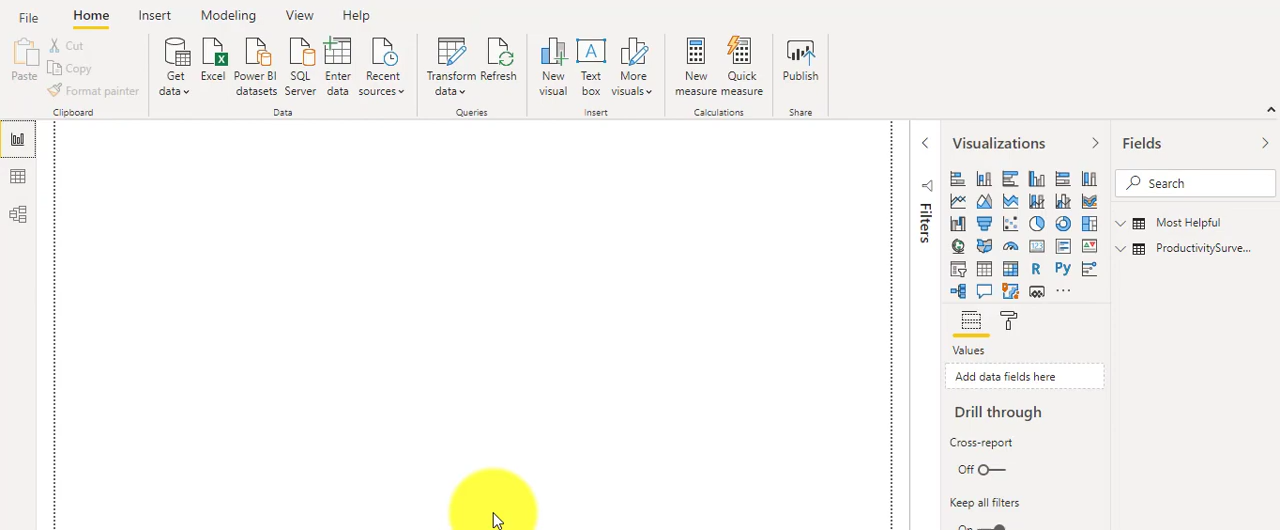 File Home Insert Modeling View Help
Paste
Cut
Copy
Format painter
Clipboard
Get data
Excel
Power BI datasets
SQL Server
Enter data
Recent sources
Data
Transform data
Refresh
Queries
New visual
Text box
More visuals
Insert
New measure
Quick measure
Calculations
Publish
Share
Filters
Visualizations
R
Py
123
A
Values
Add data fields here
Drill through
Cross-report
Off
Keep all filters
On
Fields
Search
Most Helpful
ProductivitySurve...